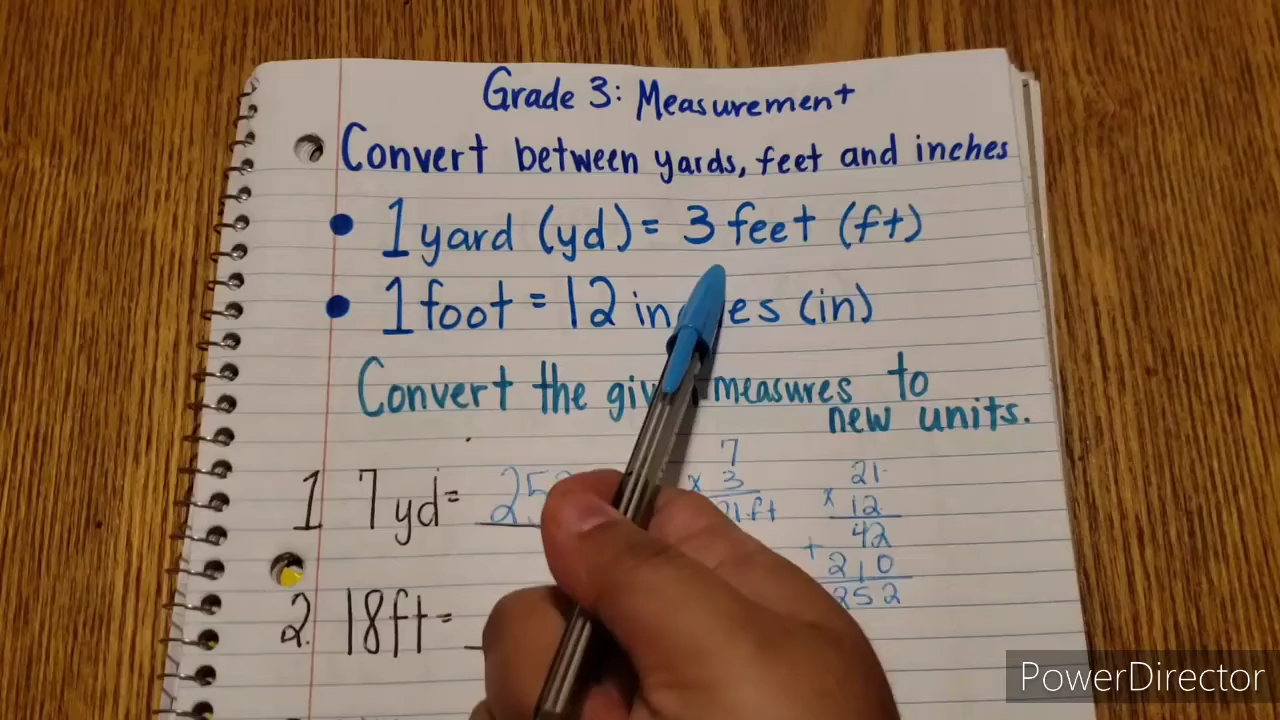 Grade 3: Measurement
Convert between yards, feet and inches
• 1 yard (yd) = 3 feet (ft)
• 1 foot = 12 in es (in)
Convert the giv measures to
new units.
7
x 3
21ft
21
x 12
42
+ 210
252
1 7yd= 25
2. 18ft=
PowerDirector